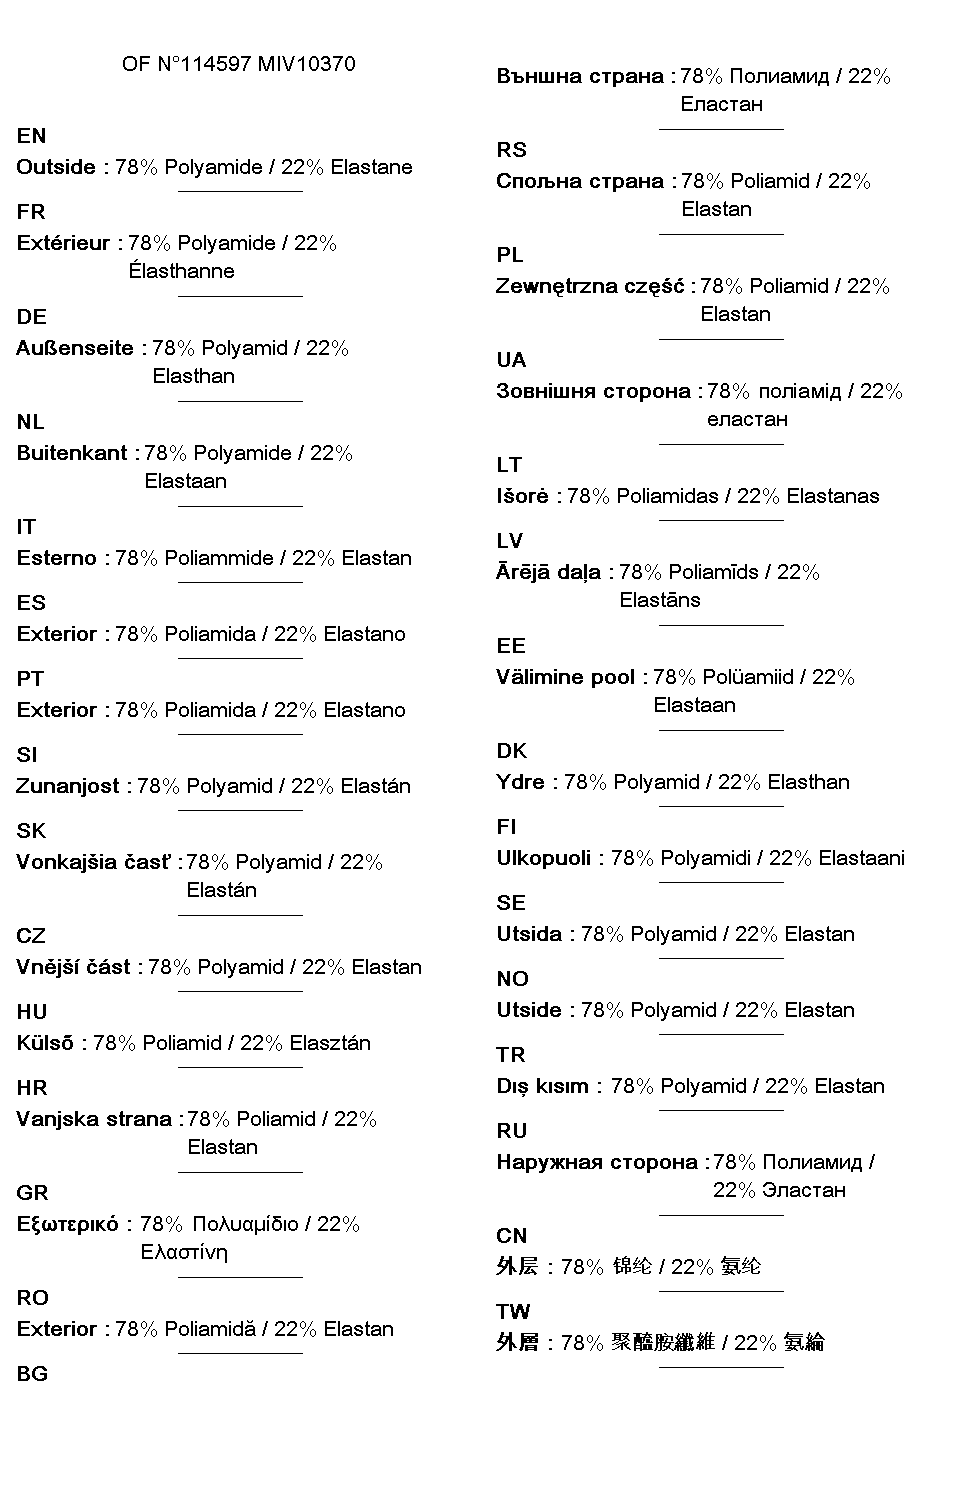 OF N°114597 MIV10370
EN
Outside : 78% Polyamide / 22% Elastane
FR
Extérieur : 78% Polyamide / 22%
Élasthanne
DE
Außenseite : 78% Polyamid / 22%
Elasthan
NL
Buitenkant : 78% Polyamide / 22%
Elastaan
IT
Esterno : 78% Poliammide / 22% Elastan
ES
Exterior : 78% Poliamida / 22% Elastano
PT
Exterior : 78% Poliamida / 22% Elastano
SI
Zunanjost : 78% Polyamid / 22% Elastán
SK
Vonkajšia časť : 78% Polyamid / 22%
Elastán
CZ
Vnější část : 78% Polyamid / 22% Elastan
HU
Külső : 78% Poliamid / 22% Elasztán
HR
Vanjska strana : 78% Poliamid / 22%
Elastan
GR
Εξωτερικό : 78% Πολυαμίδιο / 22%
Ελαστίνη
RO
Exterior : 78% Poliamidă / 22% Elastan
BG
Външна страна : 78% Полиамид / 22%
Еластан
RS
Спољна страна : 78% Poliamid / 22%
Elastan
PL
Zewnętrzna część : 78% Poliamid / 22%
Elastan
UA
Зовнішня сторона : 78% поліамід / 22%
еластан
LT
Išorė : 78% Poliamidas / 22% Elastanas
LV
Ārējā daļa : 78% Poliamīds / 22%
Elastāns
EE
Välimine pool : 78% Polüamiid / 22%
Elastaan
DK
Ydre : 78% Polyamid / 22% Elasthan
FI
Ulkopuoli : 78% Polyamidi / 22% Elastaani
SE
Utsida : 78% Polyamid / 22% Elastan
NO
Utside : 78% Polyamid / 22% Elastan
TR
Dış kısım : 78% Polyamid / 22% Elastan
RU
Наружная сторона : 78% Полиамид /
22% Эластан
CN
外层 : 78% 锦纶 / 22% 氨纶
TW
外層 : 78% 聚醯胺纖維 / 22% 氨綸